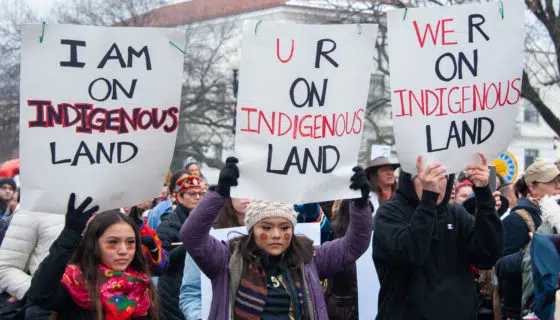 I AM
ON
INDIGENOUS
LAND
U R
ON
INDIGENOUS
LAND
WE R
ON
INDIGENOUS
LAND